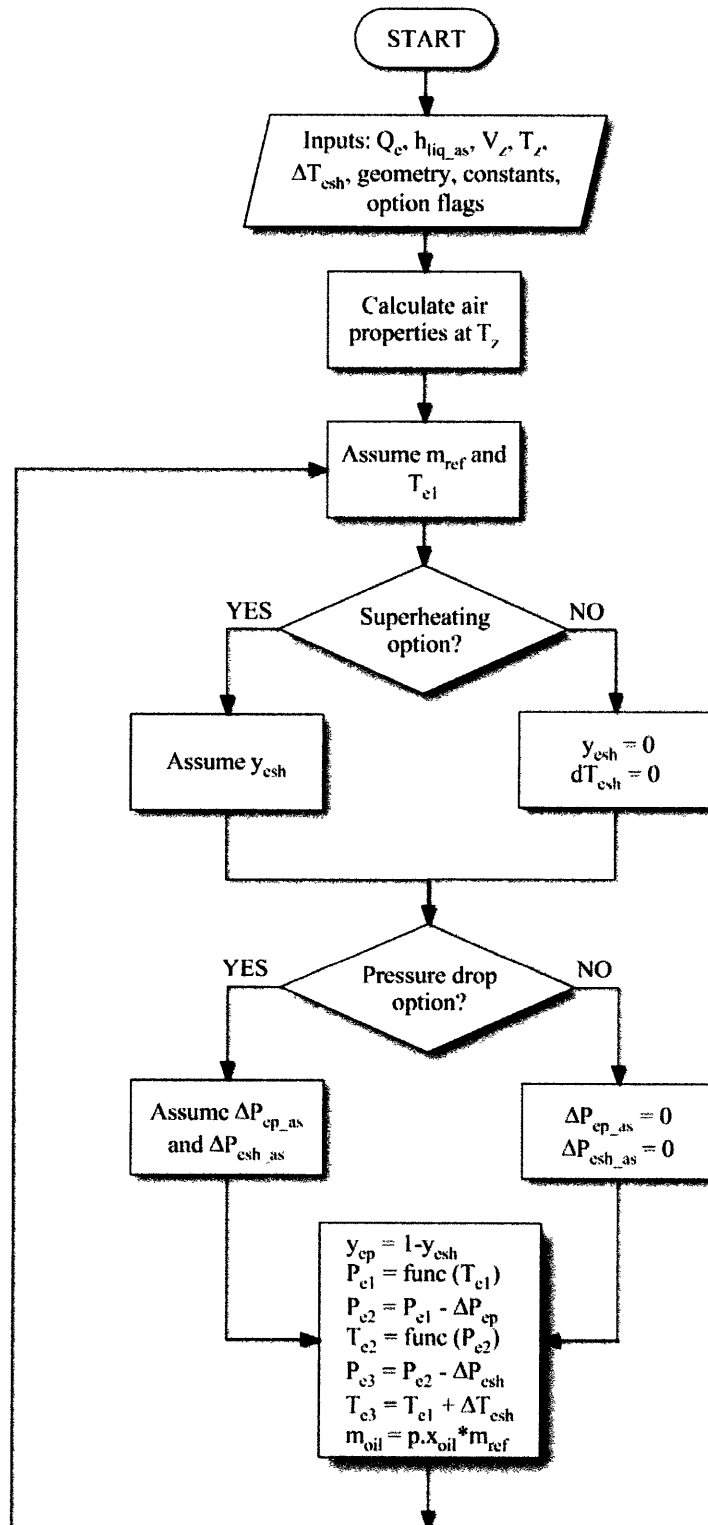 START
Inputs: Q_e, h_liq_as, V_z, T_z,
ΔT_esh, geometry, constants,
option flags
Calculate air
properties at T_z
Assume m_ref and
T_e1
YES
Superheating
option?
NO
Assume y_esh
y_esh = 0
dT_esh = 0
YES
Pressure drop
option?
NO
Assume ΔP_ep_as
and ΔP_esh_as
ΔP_ep_as = 0
ΔP_esh_as = 0
y_ep = 1-y_esh
P_e1 = func (T_e1)
P_e2 = P_e1 - ΔP_ep
T_e2 = func (P_e2)
P_e3 = P_e2 - ΔP_esh
T_e3 = T_e1 + ΔT_esh
m_oil = p.x_oil*m_ref